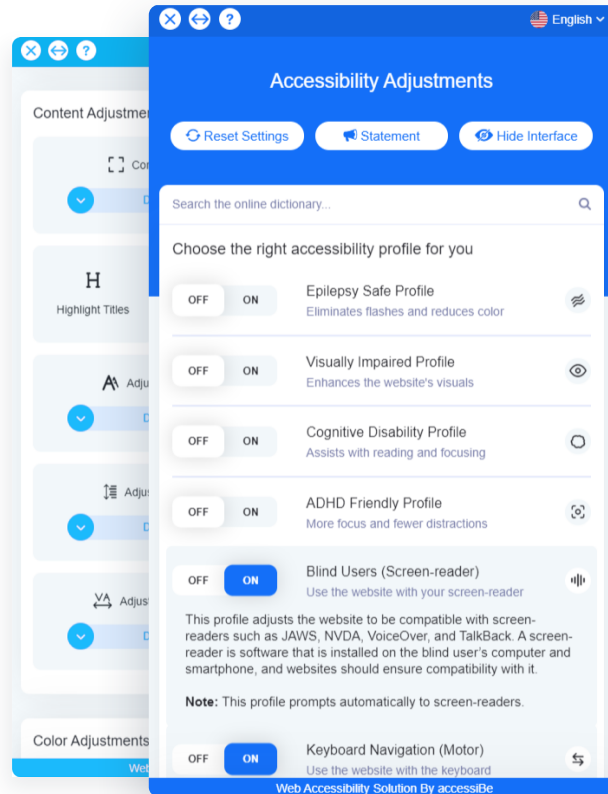 English
Accessibility Adjustments
Reset Settings
Statement
Hide Interface
Search the online dictionary...
Choose the right accessibility profile for you
OFF ON
Epilepsy Safe Profile
Eliminates flashes and reduces color
OFF ON
Visually Impaired Profile
Enhances the website's visuals
OFF ON
Cognitive Disability Profile
Assists with reading and focusing
OFF ON
ADHD Friendly Profile
More focus and fewer distractions
OFF ON
Blind Users (Screen-reader)
Use the website with your screen-reader
This profile adjusts the website to be compatible with screen-
readers such as JAWS, NVDA, VoiceOver, and TalkBack. A screen-
reader is software that is installed on the blind user's computer and
smartphone, and websites should ensure compatibility with it.
Note: This profile prompts automatically to screen-readers.
OFF ON
Keyboard Navigation (Motor)
Use the website with the keyboard
Web Accessibility Solution By accessiBe
Content Adjustme
Co
H
Highlight Titles
Adju
Adjus
VA
Adjus
Color Adjustments
Web